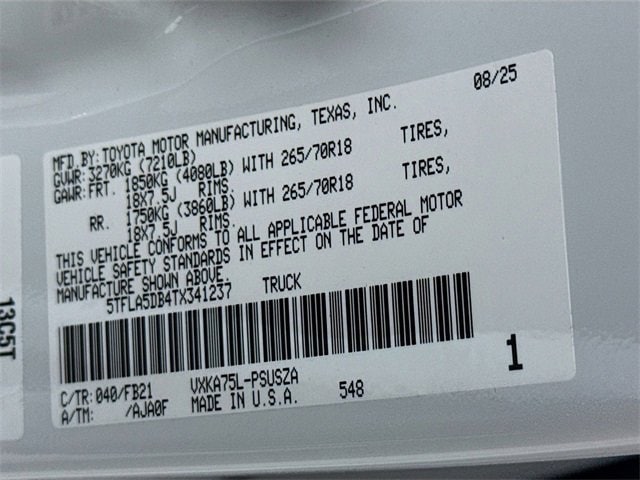 08/25
MFD.BY: TOYOTA MOTOR MANUFACTURING, TEXAS, INC.
GVWR: 3270KG (7210LB)
GAWR: FRT. 1850KG (4080LB) WITH 265/70R18 TIRES,
18X7.5J RIMS.
RR. 1750KG (3860LB) WITH 265/70R18 TIRES,
18X7.5J RIMS.
THIS VEHICLE CONFORMS TO ALL APPLICABLE FEDERAL MOTOR
VEHICLE SAFETY STANDARDS IN EFFECT ON THE DATE OF
MANUFACTURE SHOWN ABOVE.
5TFLA5DB4TX341237 TRUCK
C/TR: 040/FB21 VXKA75L-PSUSZA
A/TM: /AJA0F MADE IN U.S.A. 548
1
13C5T